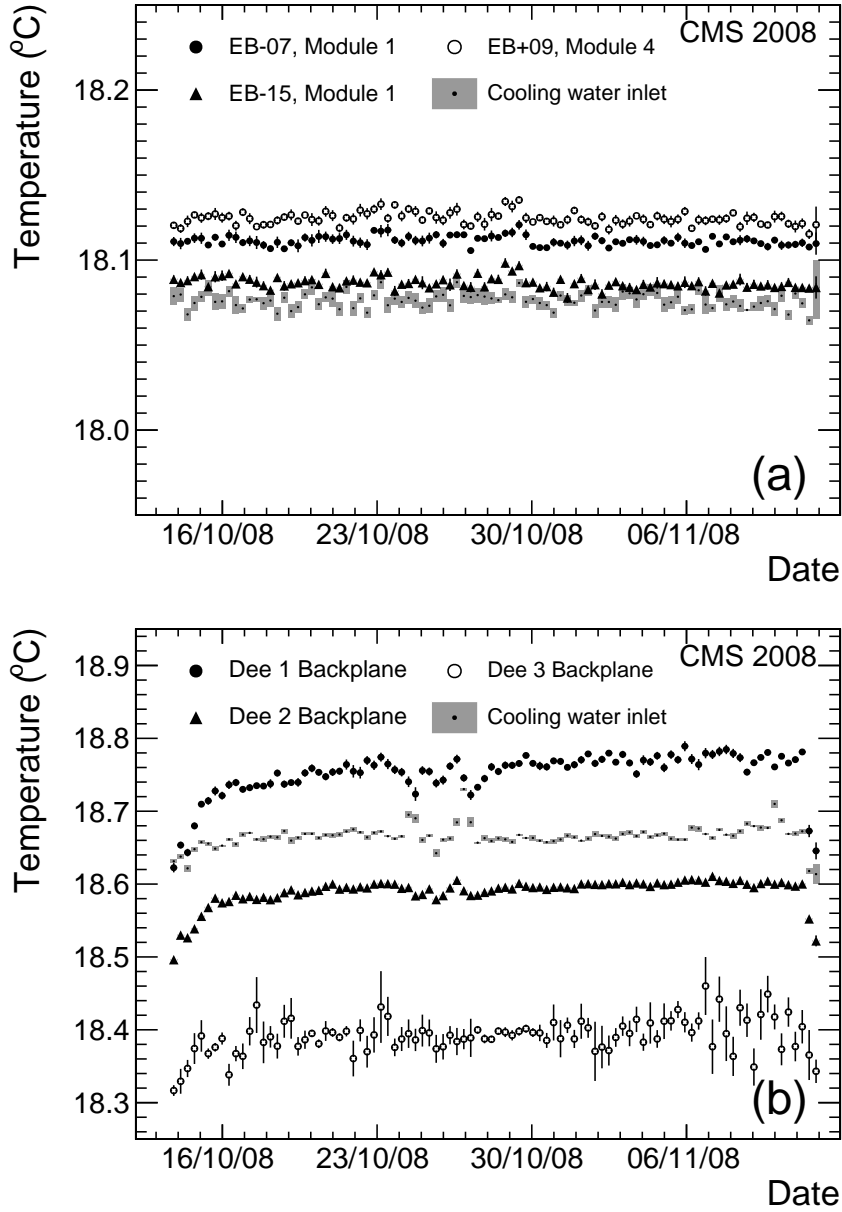 CMS 2008
EB-07, Module 1
EB+09, Module 4
EB-15, Module 1
Cooling water inlet
Temperature (ºC)
18.2
18.1
18.0
(a)
16/10/08
23/10/08
30/10/08
06/11/08
Date
CMS 2008
Dee 1 Backplane
Dee 3 Backplane
Dee 2 Backplane
Cooling water inlet
Temperature (ºC)
18.9
18.8
18.7
18.6
18.5
18.4
18.3
(b)
16/10/08
23/10/08
30/10/08
06/11/08
Date